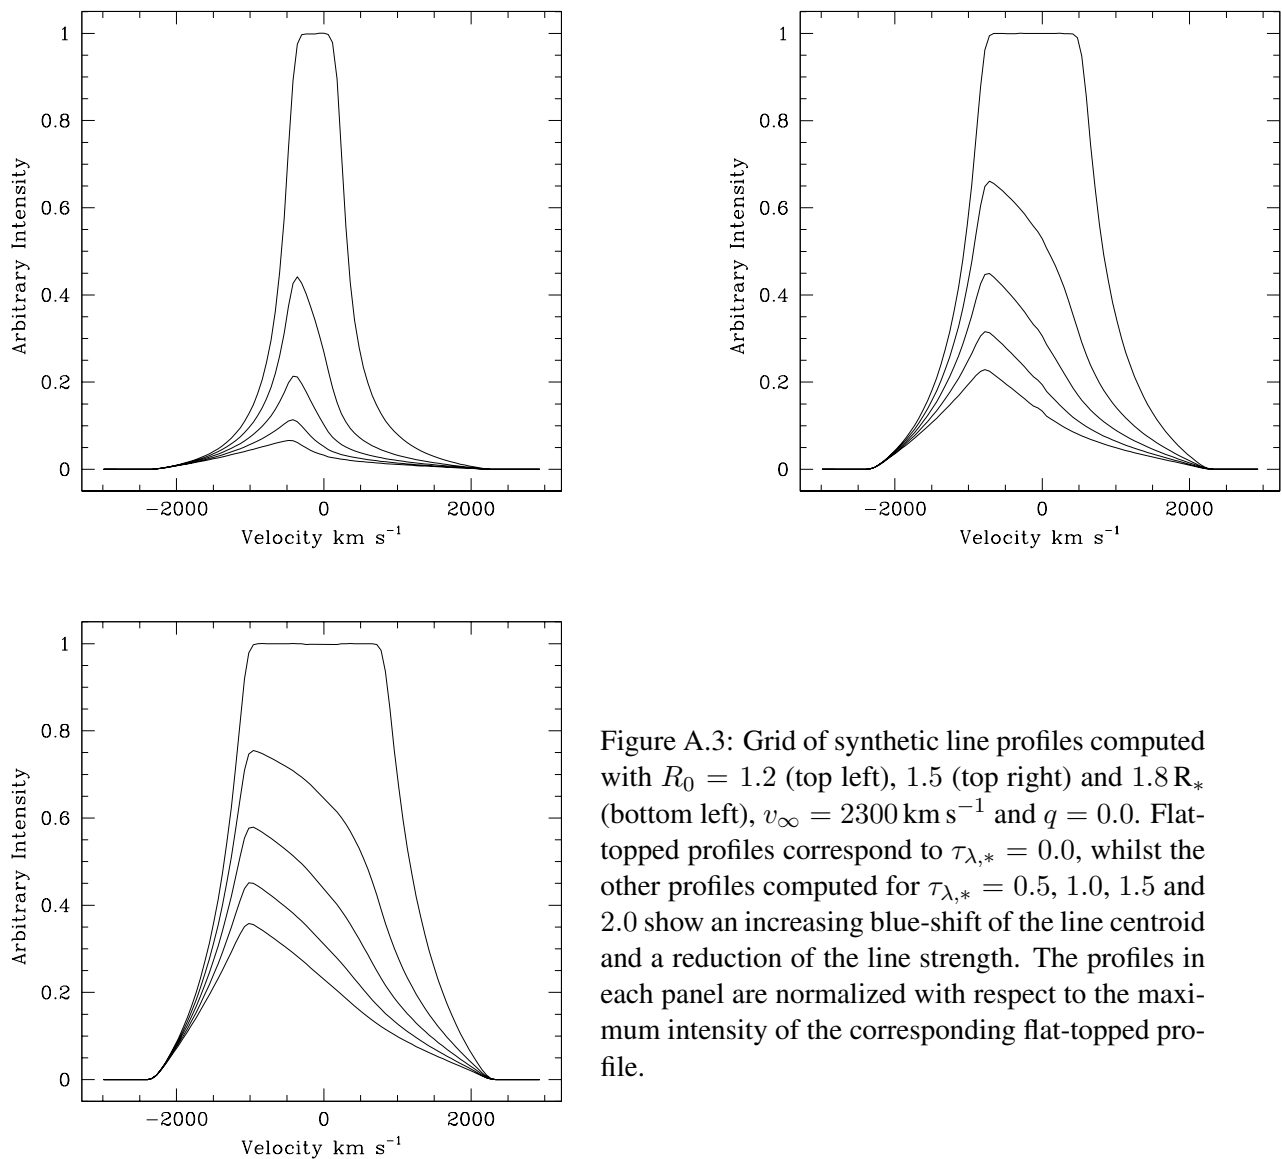 1
0.8
0.6
0.4
0.2
0
Arbitrary Intensity
−2000
0
2000
Velocity km s⁻¹
1
0.8
0.6
0.4
0.2
0
Arbitrary Intensity
−2000
0
2000
Velocity km s⁻¹
1
0.8
0.6
0.4
0.2
0
Arbitrary Intensity
−2000
0
2000
Velocity km s⁻¹
Figure A.3: Grid of synthetic line profiles computed
with R₀ = 1.2 (top left), 1.5 (top right) and 1.8 R∗
(bottom left), v∞ = 2300 km s⁻¹ and q = 0.0. Flat-
topped profiles correspond to τλ,∗ = 0.0, whilst the
other profiles computed for τλ,∗ = 0.5, 1.0, 1.5 and
2.0 show an increasing blue-shift of the line centroid
and a reduction of the line strength. The profiles in
each panel are normalized with respect to the maxi-
mum intensity of the corresponding flat-topped pro-
file.